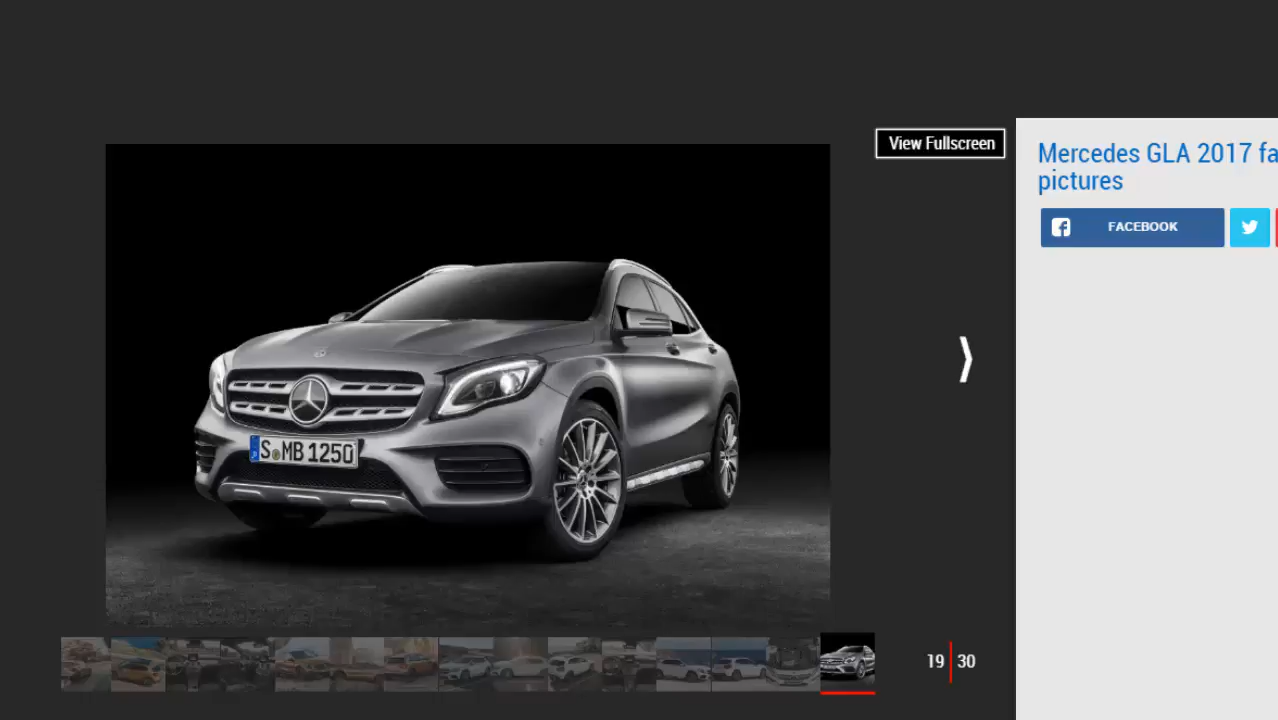 View Fullscreen
Mercedes GLA 2017 fa
pictures
FACEBOOK
S MB 1250
19 30